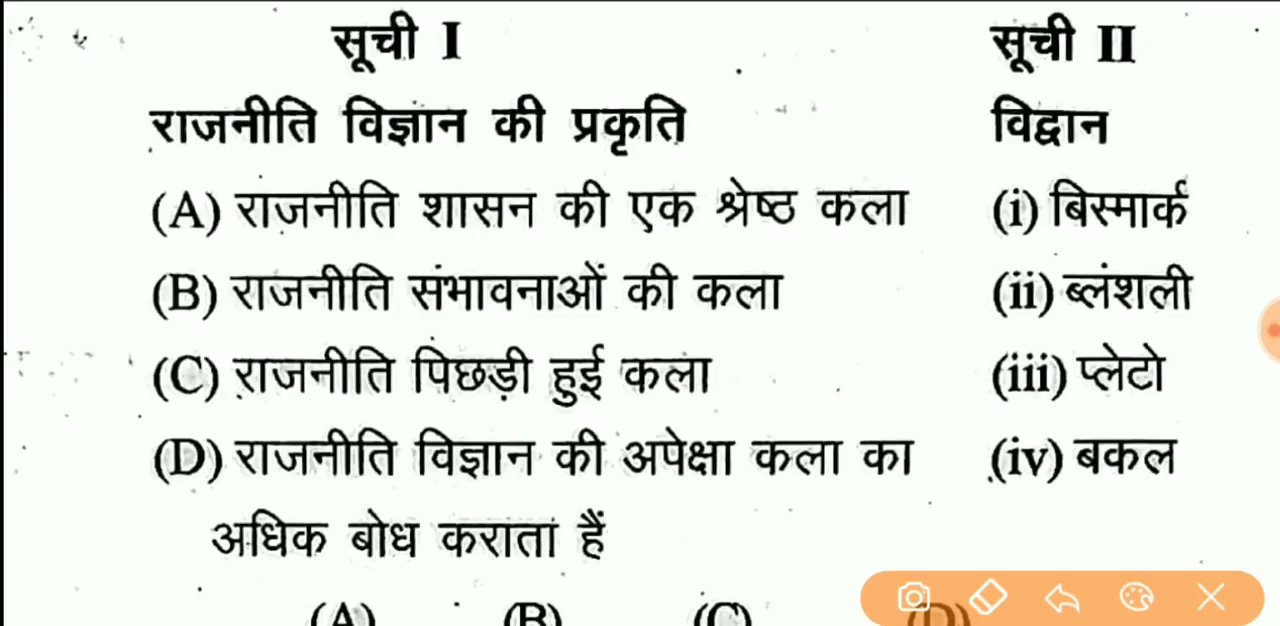 सूची I सूची II
राजनीति विज्ञान की प्रकृति विद्वान
(A) राजनीति शासन की एक श्रेष्ठ कला (i) बिस्मार्क
(B) राजनीति संभावनाओं की कला (ii) ब्लंशली
(C) राजनीति पिछड़ी हुई कला (iii) प्लेटो
(D) राजनीति विज्ञान की अपेक्षा कला का (iv) बकल
अधिक बोध कराता हैं
(A) (B) (C) (D)